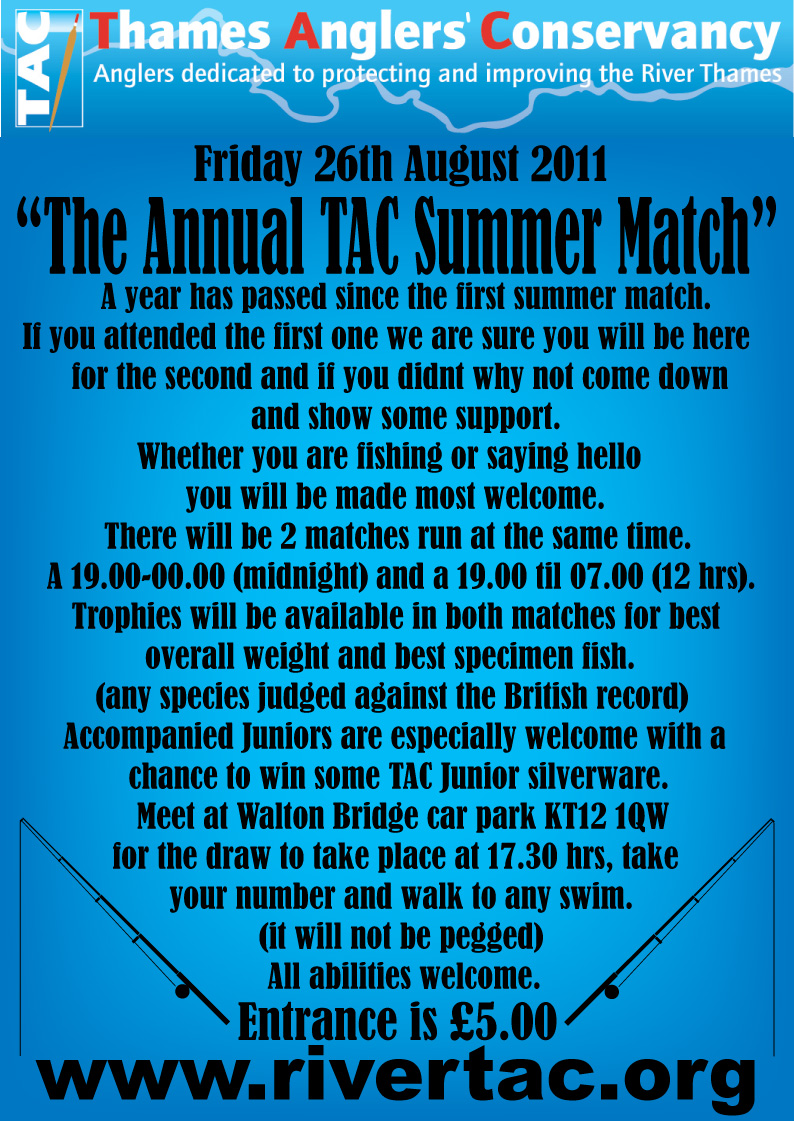 TAC
Thames Anglers' Conservancy
Anglers dedicated to protecting and improving the River Thames
Friday 26th August 2011
“The Annual TAC Summer Match”
A year has passed since the first summer match.
If you attended the first one we are sure you will be here
for the second and if you didnt why not come down
and show some support.
Whether you are fishing or saying hello
you will be made most welcome.
There will be 2 matches run at the same time.
A 19.00-00.00 (midnight) and a 19.00 til 07.00 (12 hrs).
Trophies will be available in both matches for best
overall weight and best specimen fish.
(any species judged against the British record)
Accompanied Juniors are especially welcome with a
chance to win some TAC Junior silverware.
Meet at Walton Bridge car park KT12 1QW
for the draw to take place at 17.30 hrs, take
your number and walk to any swim.
(it will not be pegged)
All abilities welcome.
Entrance is £5.00
www.rivertac.org